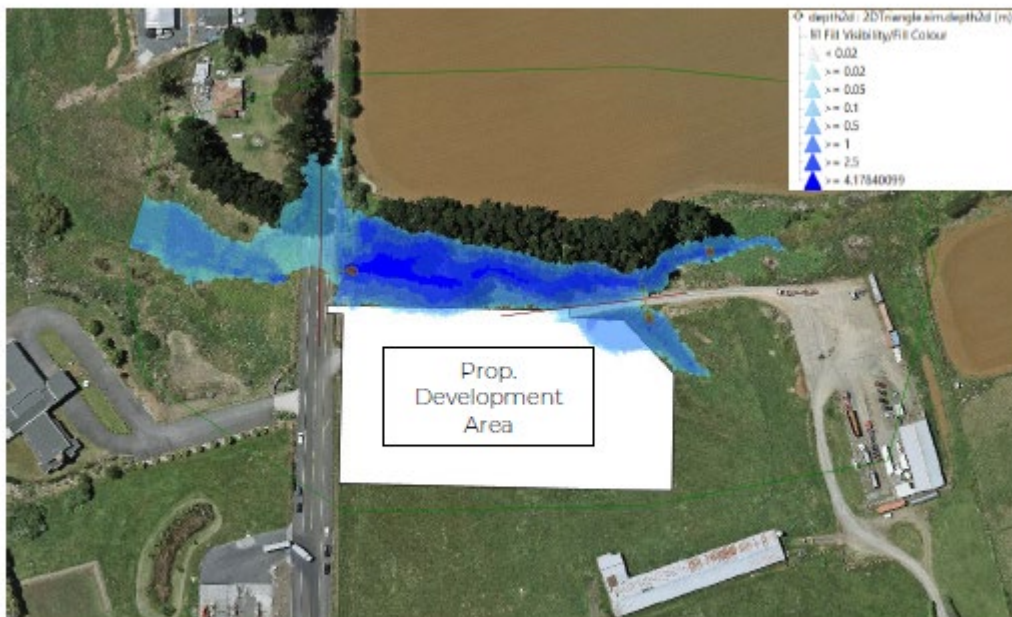 depth2d : 2DTriangle.sim.depth2d (m)
Fill Visibility/Fill Colour
< 0.02
>= 0.02
>= 0.05
>= 0.1
>= 0.5
>= 1
>= 2.5
>= 4.17840099
Prop.
Development
Area